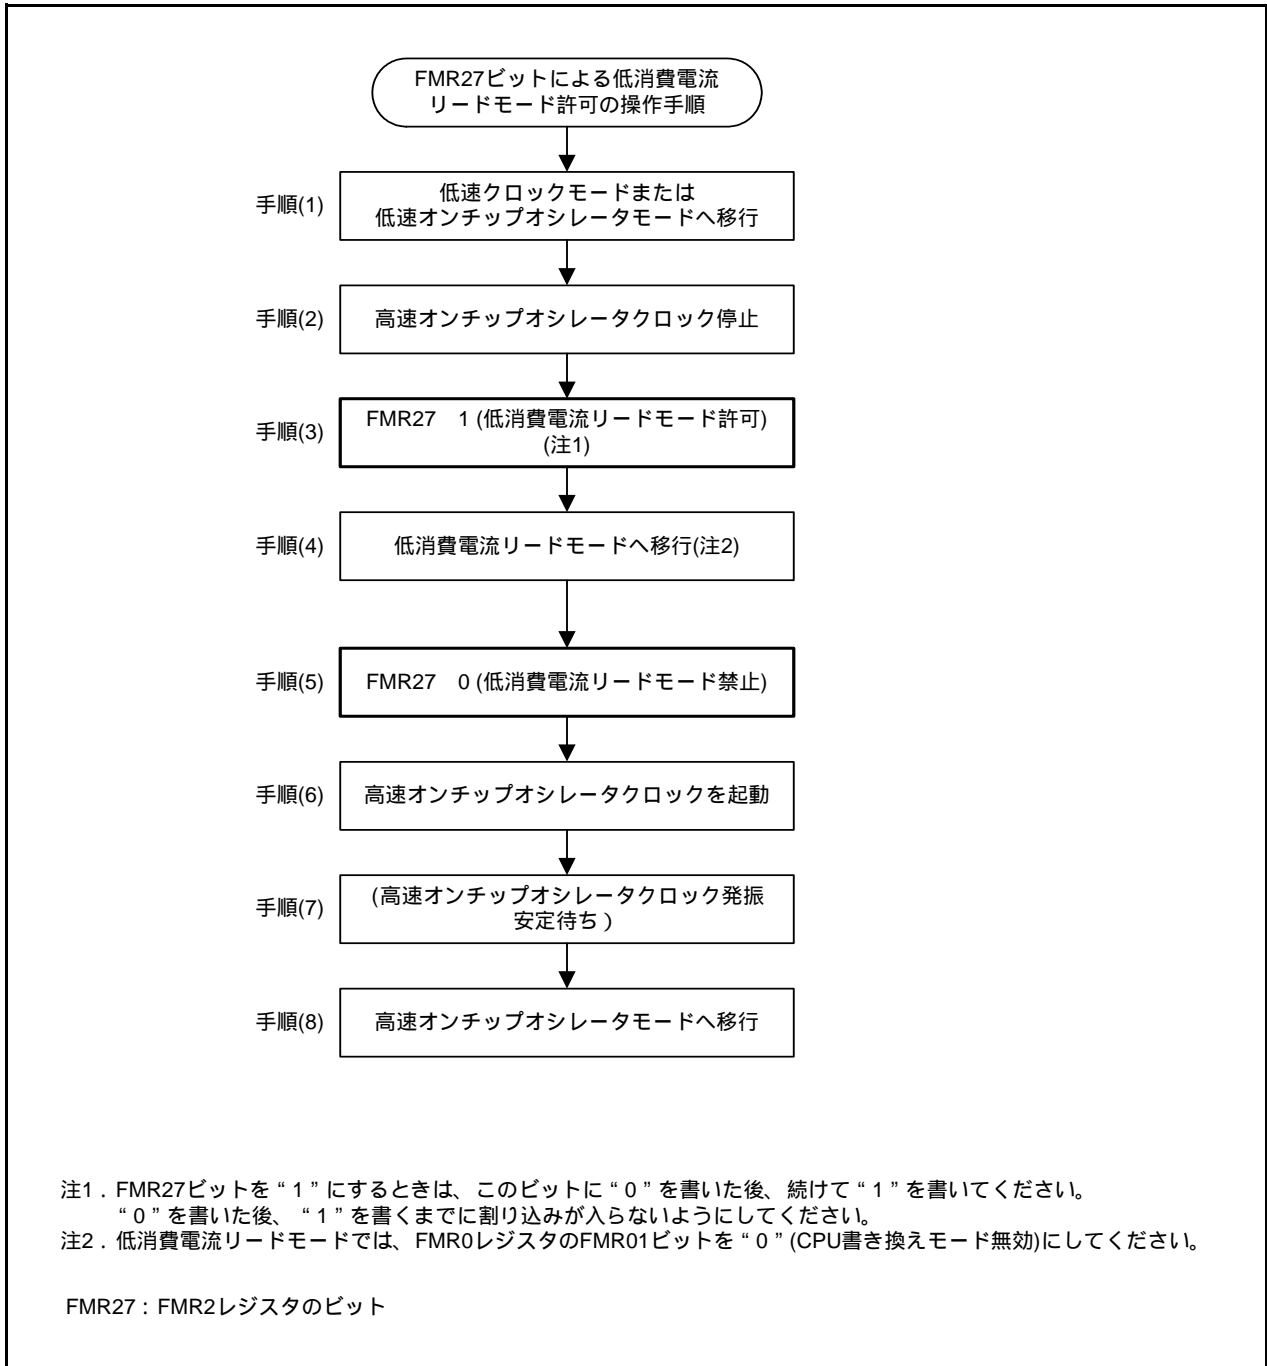 FMR27ビットによる低消費電流
リードモード許可の操作手順
手順(1)
低速クロックモードまたは
低速オンチップオシレータモードへ移行
手順(2)
高速オンチップオシレータクロック停止
手順(3)
FMR27　1 (低消費電流リードモード許可)
(注1)
手順(4)
低消費電流リードモードへ移行(注2)
手順(5)
FMR27　0 (低消費電流リードモード禁止)
手順(6)
高速オンチップオシレータクロックを起動
手順(7)
(高速オンチップオシレータクロック発振
安定待ち）
手順(8)
高速オンチップオシレータモードへ移行
注1．FMR27ビットを“1”にするときは、このビットに“0”を書いた後、続けて“1”を書いてください。
“0”を書いた後、“1”を書くまでに割り込みが入らないようにしてください。
注2．低消費電流リードモードでは、FMR0レジスタのFMR01ビットを“0”(CPU書き換えモード無効)にしてください。
FMR27：FMR2レジスタのビット